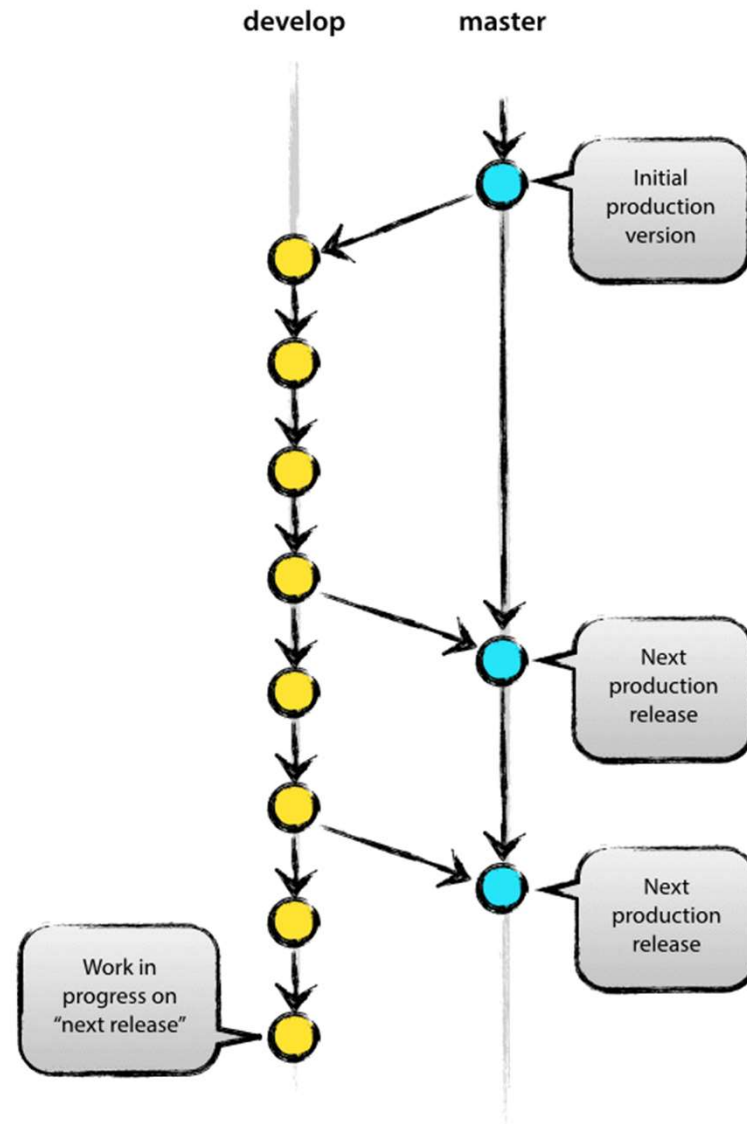 develop
master
Initial
production
version
Next
production
release
Next
production
release
Work in
progress on
“next release”